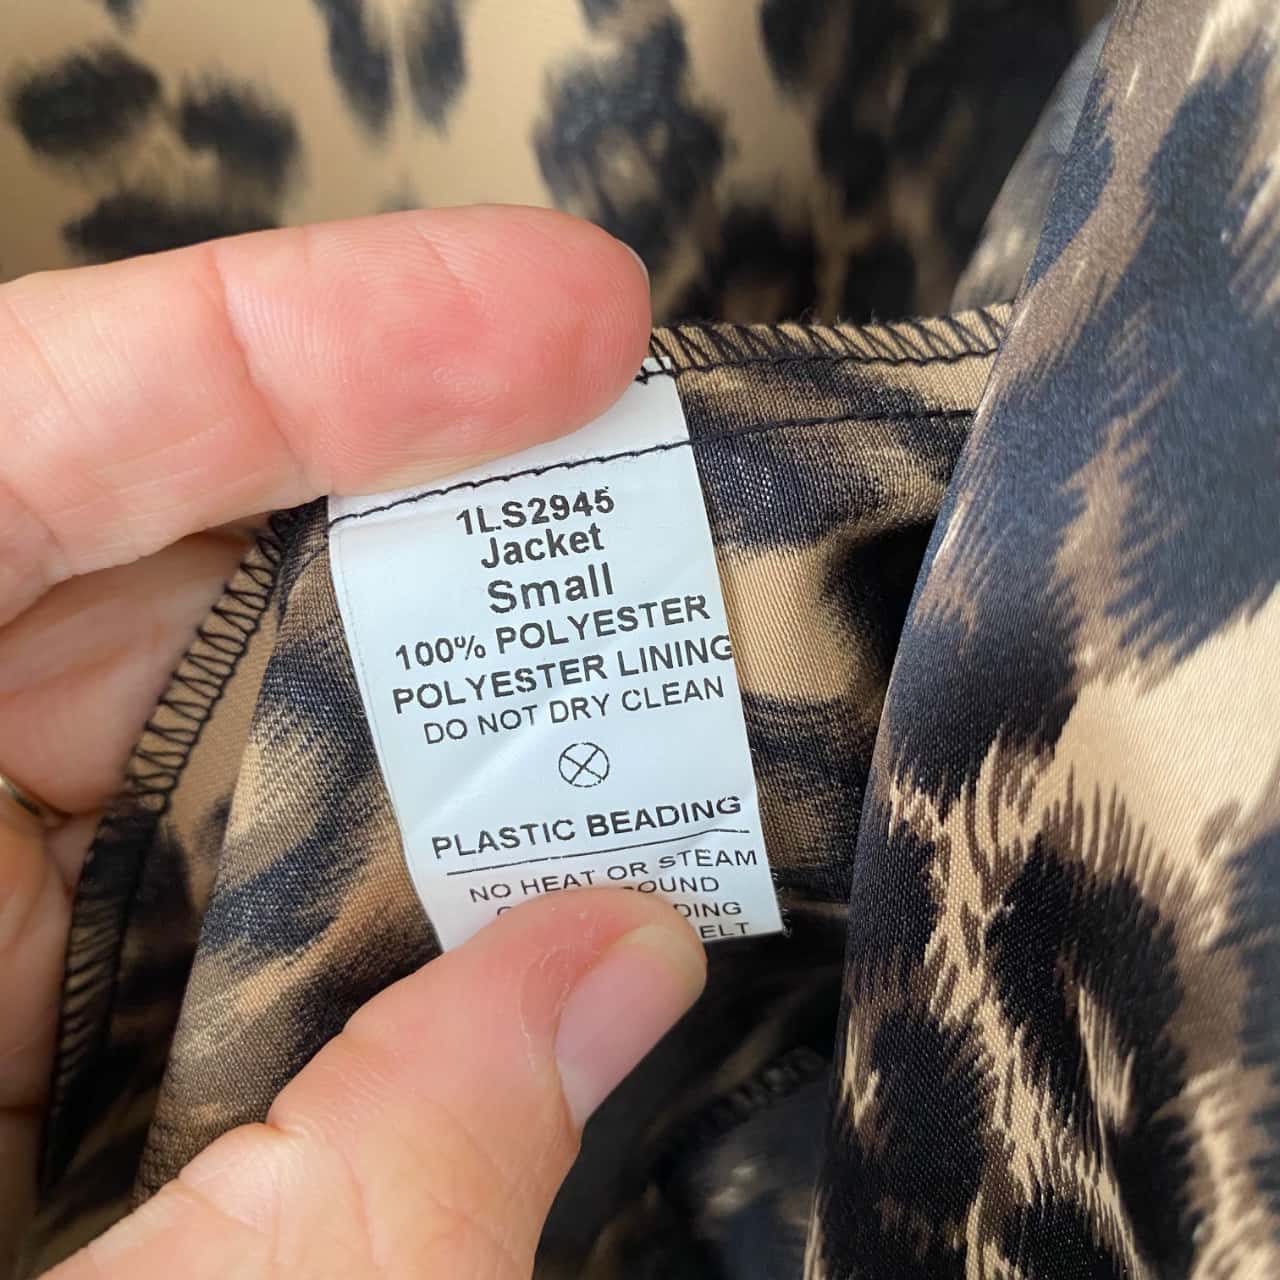 1LS2945
Jacket
Small
100% POLYESTER
POLYESTER LINING
DO NOT DRY CLEAN
PLASTIC BEADING
NO HEAT OR STEAM